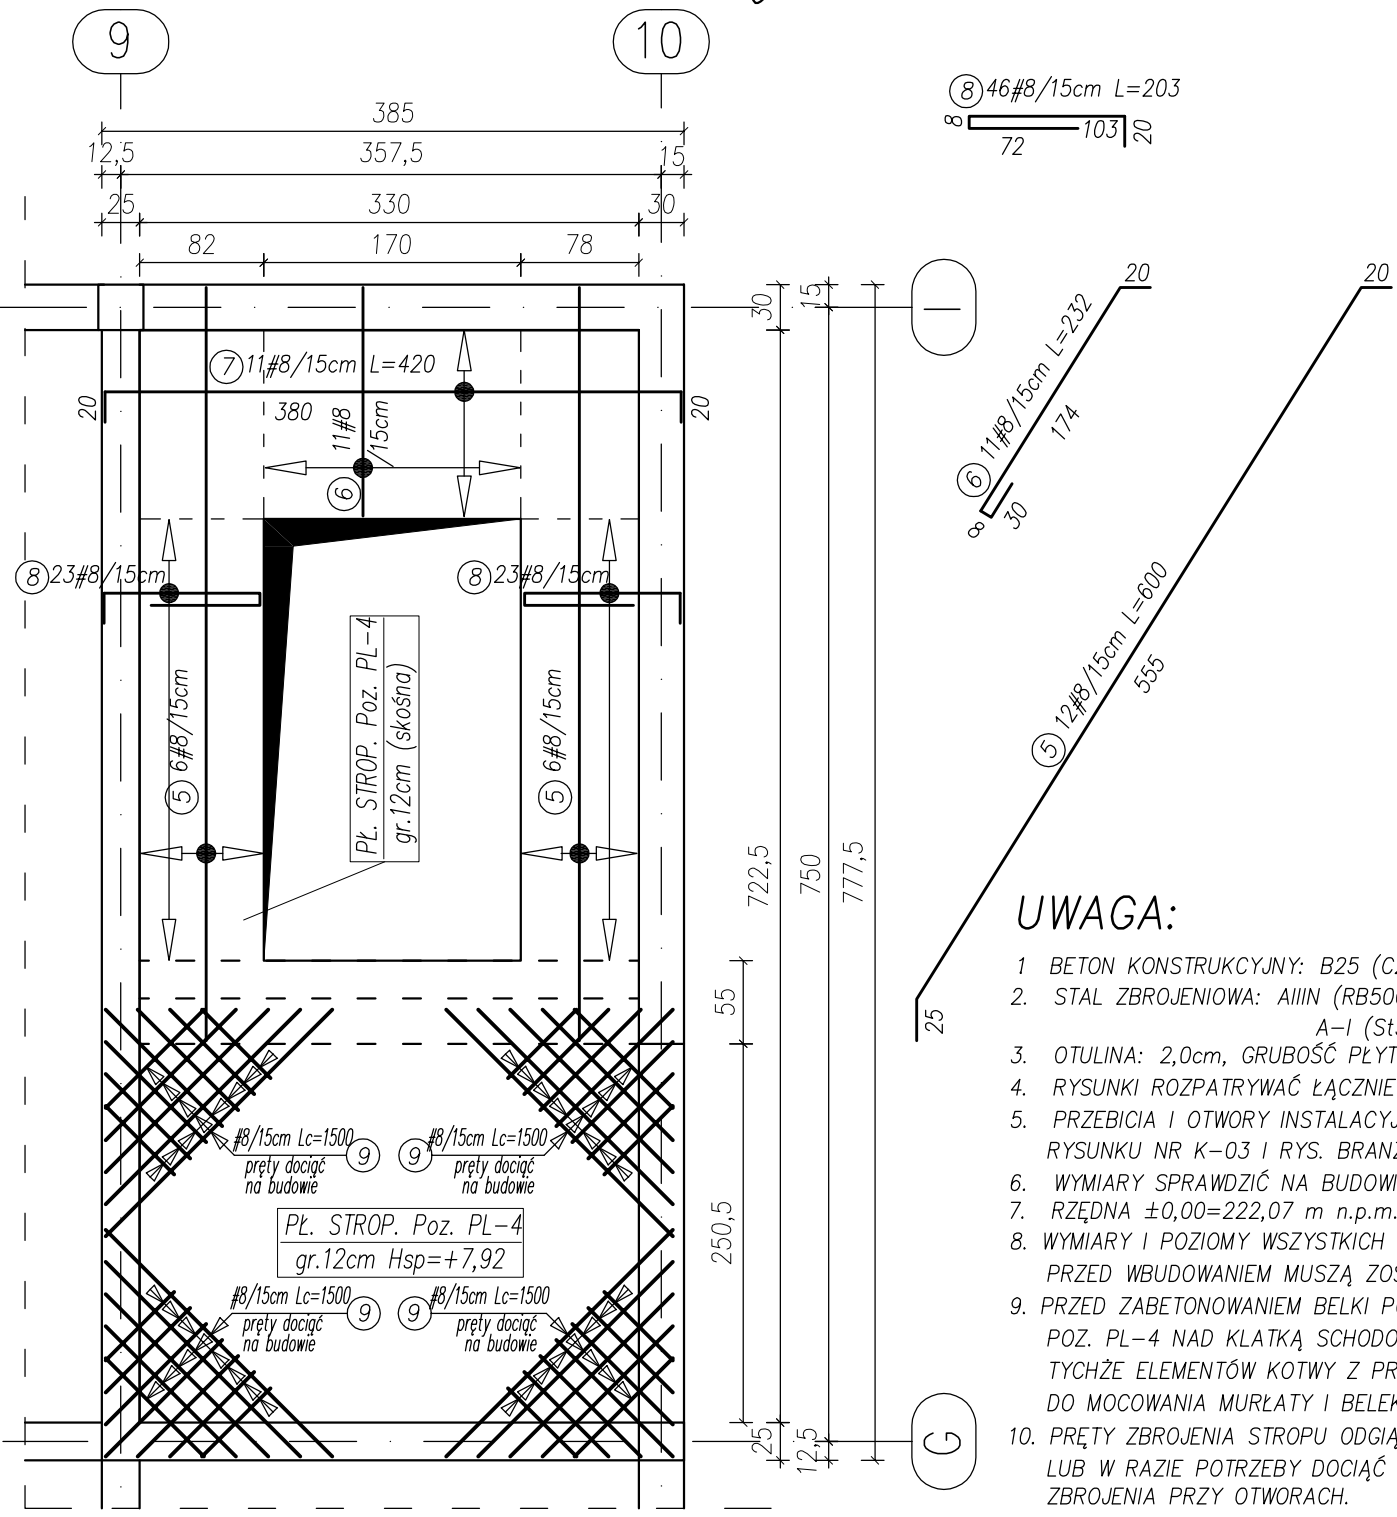 9
10
385
12,5
357,5
15
25
330
30
82
170
78
8 46#8/15cm L=203
8
72
103
20
30
15
I
20
20
7 11#8/15cm L=420
20
380
20
11#8
/15cm
6
6 11#8/15cm L=232
174
8
30
8 23#8/15cm
8 23#8/15cm
PŁ. STROP. Poz. PL-4
gr.12cm (skośna)
5 6#8/15cm
5 6#8/15cm
5 12#8/15cm L=600
555
25
722,5
750
777,5
55
250,5
25
12,5
G
#8/15cm Lc=1500 9
pręty dociąć
na budowie
9 #8/15cm Lc=1500
pręty dociąć
na budowie
PŁ. STROP. Poz. PL-4
gr.12cm Hsp=+7,92
#8/15cm Lc=1500 9
pręty dociąć
na budowie
9 #8/15cm Lc=1500
pręty dociąć
na budowie
UWAGA:
1 BETON KONSTRUKCYJNY: B25
2. STAL ZBROJENIOWA: AIIIN
A-I
3. OTULINA: 2,0cm, GRUBOŚĆ
4. RYSUNKI ROZPATRYWAĆ ŁĄCZNIE
5. PRZEBICIA I OTWORY
RYSUNKU NR K-03 I RYS.
6. WYMIARY SPRAWDZIĆ NA
7. RZĘDNA ±0,00=222,07 m n.p.m.
8. WYMIARY I POZIOMY WSZYSTKICH
PRZED WBUDOWANIEM MUSZĄ
9. PRZED ZABETONOWANIEM BELKI
POZ. PL-4 NAD KLATKĄ
TYCHŻE ELEMENTÓW KOTWY Z
DO MOCOWANIA MURŁATY I BELEK
10. PRĘTY ZBROJENIA STROPU
LUB W RAZIE POTRZEBY DOCIĄĆ
ZBROJENIA PRZY OTWORACH.